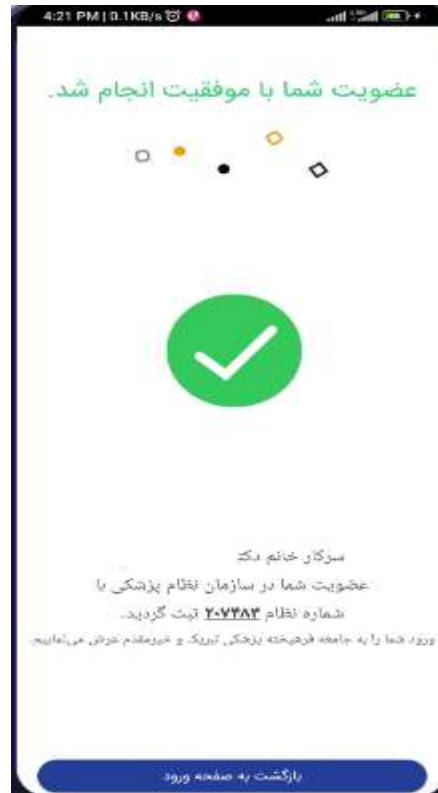 4:21 PM | 0.1KB/s
عضویت شما با موفقیت انجام شد.
سرکار خانم دکتر
عضویت شما در سازمان نظام پزشکی با
شماره نظام ۲۰۷۴۸۳ ثبت گردید.
ورود شما را به جامعه فرهیخته پزشکی تبریک و خیرمقدم عرض می‌نماییم.
بازگشت به صفحه ورود